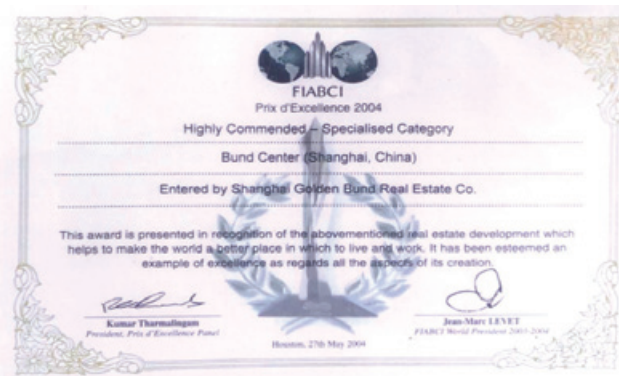 FIABCI
Prix d'Excellence 2004
Highly Commended – Specialised Category
Bund Center (Shanghai, China)
Entered by Shanghai Golden Bund Real Estate Co.
This award is presented in recognition of the abovementioned real estate development which
helps to make the world a better place in which to live and work. It has been esteemed an
example of excellence as regards all the aspects of its creation.
Kumar Tharmalingam
President, Prix d'Excellence Panel
Jean-Marc LEVET
FIABCI World President 2003-2004
Houston, 27th May 2004